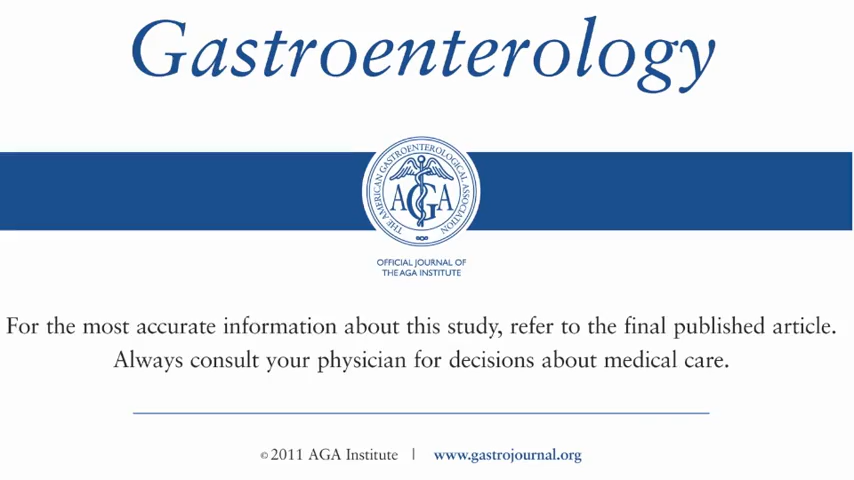 Gastroenterology
THE AMERICAN GASTROENTEROLOGICAL ASSOCIATION
AGA
OFFICIAL JOURNAL OF
THE AGA INSTITUTE
For the most accurate information about this study, refer to the final published article.
Always consult your physician for decisions about medical care.
© 2011 AGA Institute | www.gastrojournal.org